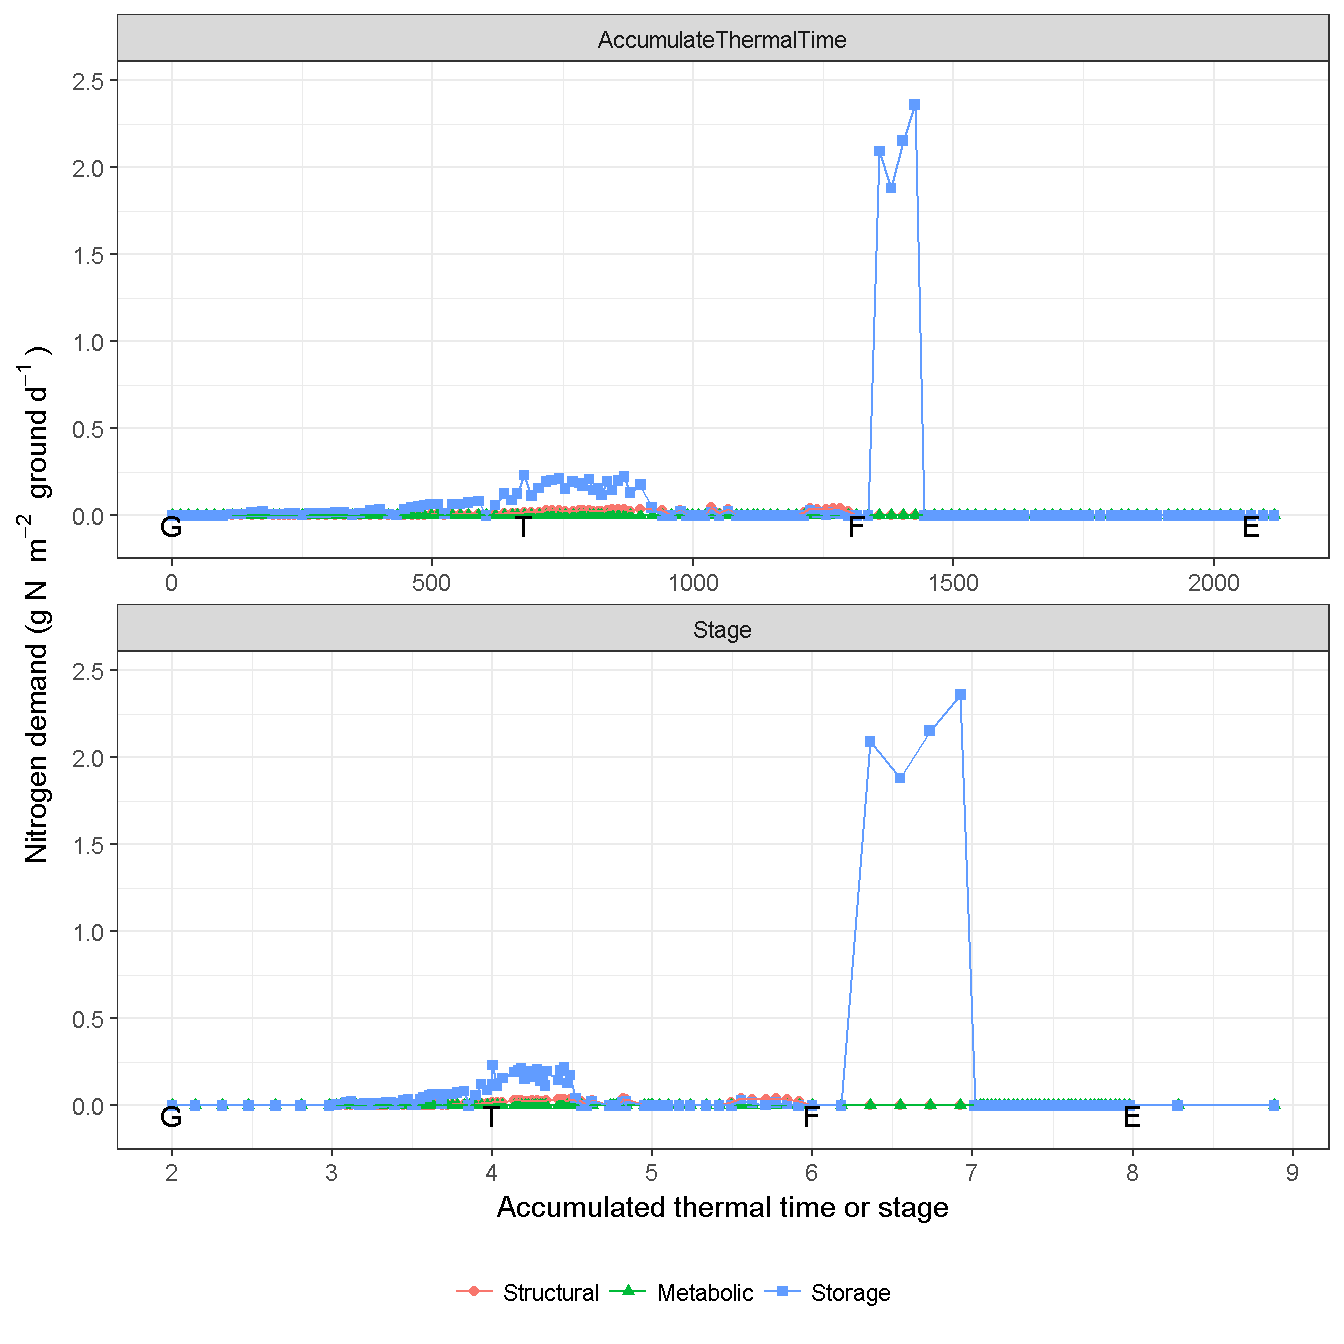 AccumulateThermalTime
2.5
2.0
1.5
1.0
0.5
0.0
G T F E
0 500 1000 1500 2000
Nitrogen demand (g N m−2 ground d−1)
Stage
2.5
2.0
1.5
1.0
0.5
0.0
G T F E
2 3 4 5 6 7 8 9
Accumulated thermal time or stage
Structural Metabolic Storage